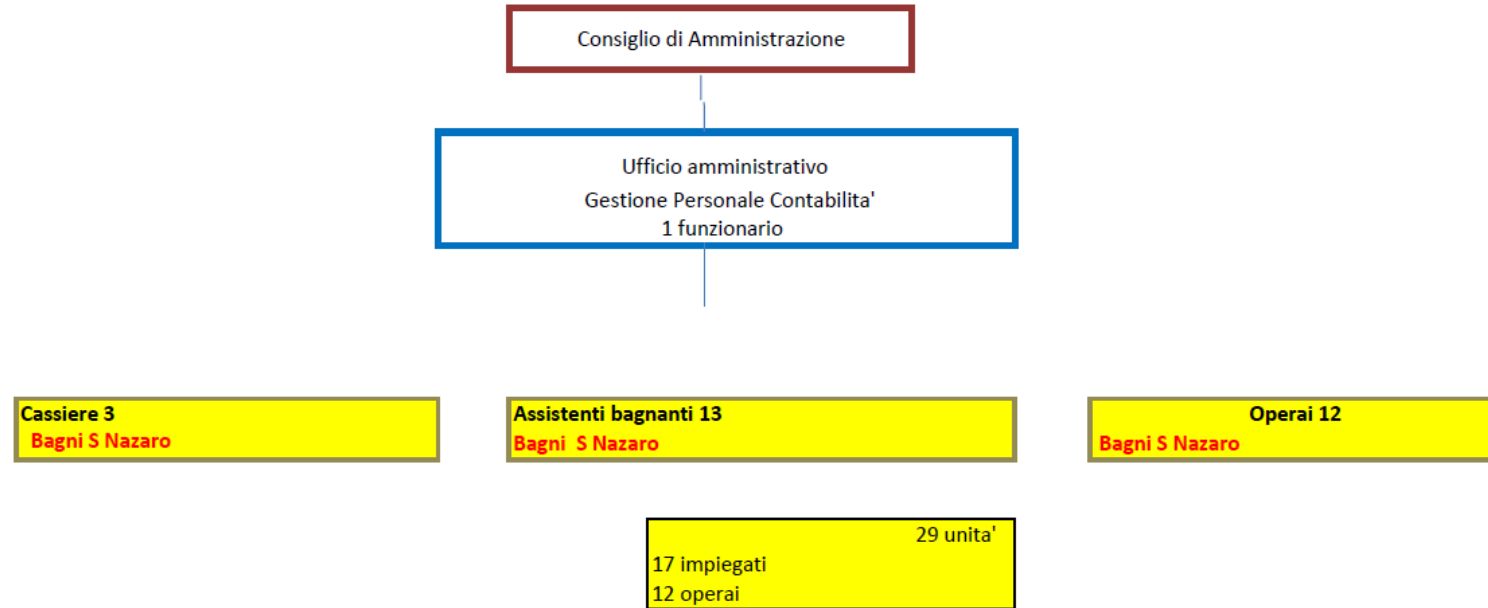 Consiglio di Amministrazione
Ufficio amministrativo
Gestione Personale Contabilita'
1 funzionario
Cassiere 3
Bagni S Nazaro
Assistenti bagnanti 13
Bagni S Nazaro
Operai 12
Bagni S Nazaro
29 unita'
17 impiegati
12 operai